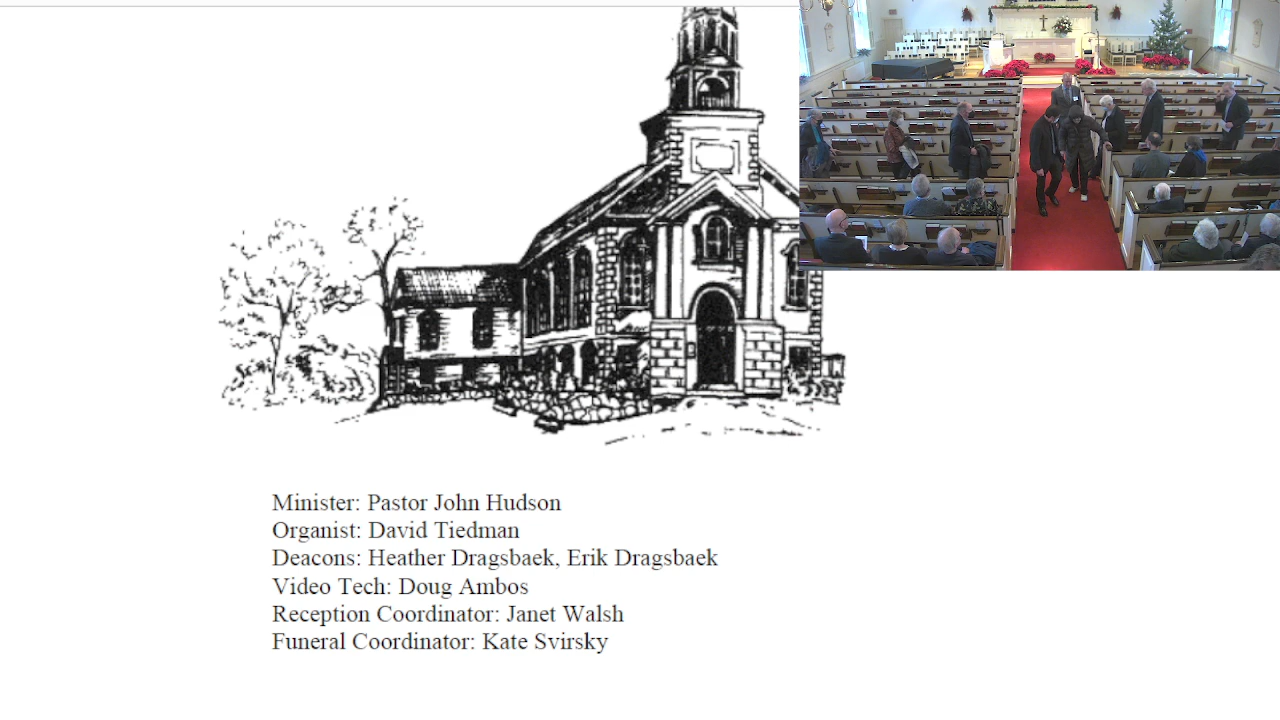 Minister: Pastor John Hudson
Organist: David Tiedman
Deacons: Heather Dragsbaek, Erik Dragsbaek
Video Tech: Doug Ambos
Reception Coordinator: Janet Walsh
Funeral Coordinator: Kate Svirsky